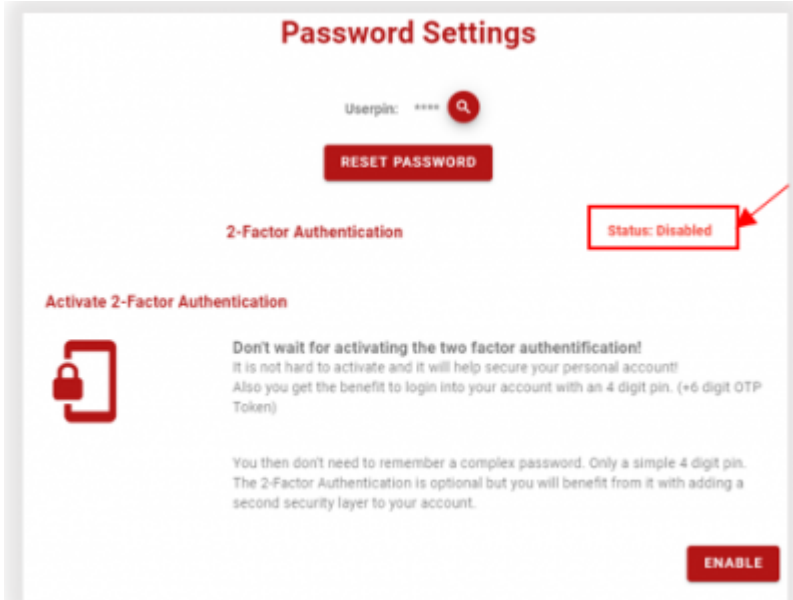 Password Settings
Userpin: ****
RESET PASSWORD
2-Factor Authentication
Status: Disabled
Activate 2-Factor Authentication
Don't wait for activating the two factor authentification!
It is not hard to activate and it will help secure your personal account!
Also you get the benefit to login into your account with an 4 digit pin. (+6 digit OTP
Token)
You then don't need to remember a complex password. Only a simple 4 digit pin.
The 2-Factor Authentication is optional but you will benefit from it with adding a
second security layer to your account.
ENABLE